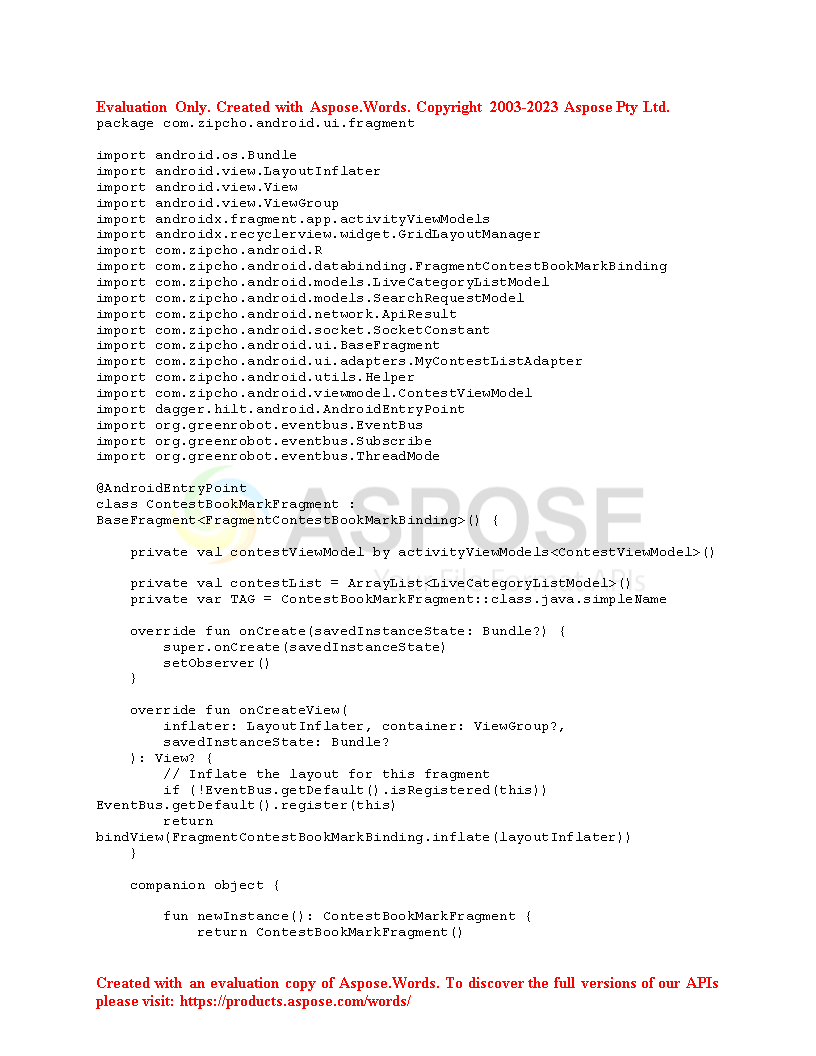 Evaluation Only. Created with Aspose.Words. Copyright 2003-2023 Aspose Pty Ltd.
package com.zipcho.android.ui.fragment
import android.os.Bundle
import android.view.LayoutInflater
import android.view.View
import android.view.ViewGroup
import androidx.fragment.app.activityViewModels
import androidx.recyclerview.widget.GridLayoutManager
import com.zipcho.android.R
import com.zipcho.android.databinding.FragmentContestBookMarkBinding
import com.zipcho.android.models.LiveCategoryListModel
import com.zipcho.android.models.SearchRequestModel
import com.zipcho.android.network.ApiResult
import com.zipcho.android.socket.SocketConstant
import com.zipcho.android.ui.BaseFragment
import com.zipcho.android.ui.adapters.MyContestListAdapter
import com.zipcho.android.utils.Helper
import com.zipcho.android.viewmodel.ContestViewModel
import dagger.hilt.android.AndroidEntryPoint
import org.greenrobot.eventbus.EventBus
import org.greenrobot.eventbus.Subscribe
import org.greenrobot.eventbus.ThreadMode
@AndroidEntryPoint
class ContestBookMarkFragment :
BaseFragment<FragmentContestBookMarkBinding>() {
ASPOSE
    private val contestViewModel by activityViewModels<ContestViewModel>()
Your File Format APIs
    private val contestList = ArrayList<LiveCategoryListModel>()
    private var TAG = ContestBookMarkFragment::class.java.simpleName
    override fun onCreate(savedInstanceState: Bundle?) {
        super.onCreate(savedInstanceState)
        setObserver()
    }
    override fun onCreateView(
        inflater: LayoutInflater, container: ViewGroup?,
        savedInstanceState: Bundle?
    ): View? {
        // Inflate the layout for this fragment
        if (!EventBus.getDefault().isRegistered(this))
EventBus.getDefault().register(this)
        return
bindView(FragmentContestBookMarkBinding.inflate(layoutInflater))
    }
    companion object {
        fun newInstance(): ContestBookMarkFragment {
            return ContestBookMarkFragment()
Created with an evaluation copy of Aspose.Words. To discover the full versions of our APIs
please visit: https://products.aspose.com/words/